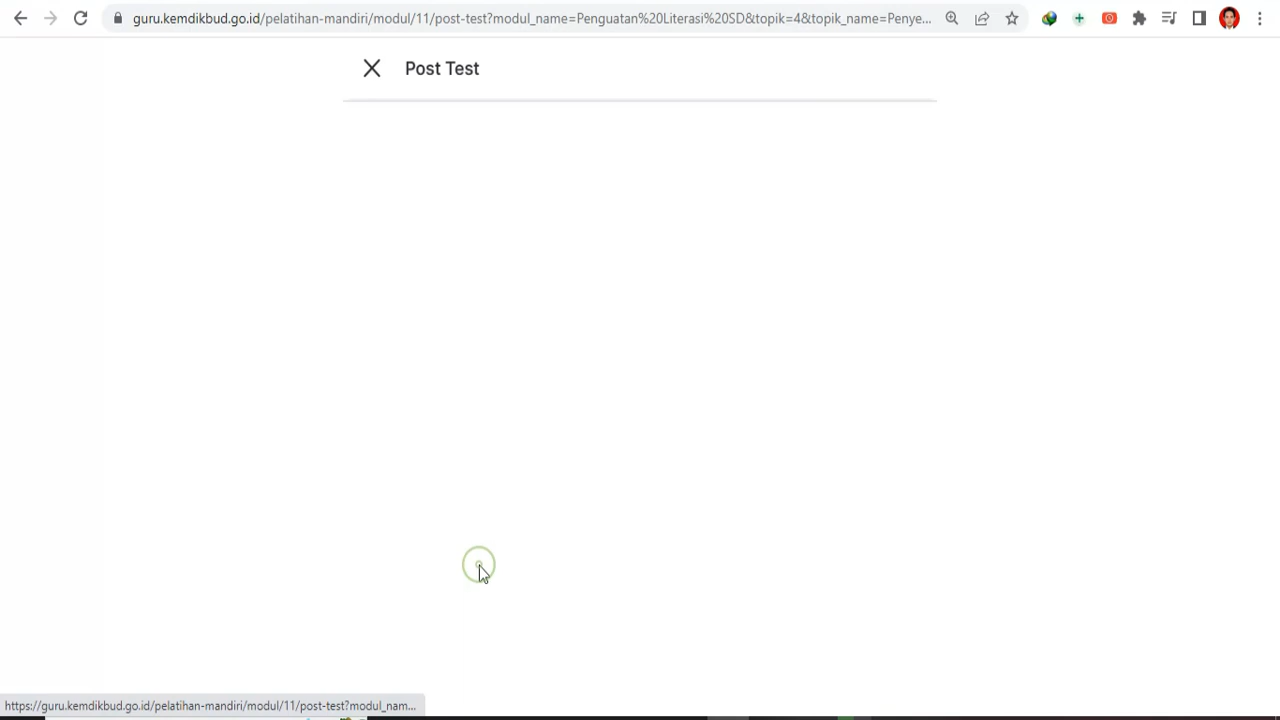 guru.kemdikbud.go.id/pelatihan-mandiri/modul/11/post-test?modul_name=Penguatan%20Literasi%20SD&topik=4&topik_name=Penye...
Post Test
https://guru.kemdikbud.go.id/pelatihan-mandiri/modul/11/post-test?modul_nam...